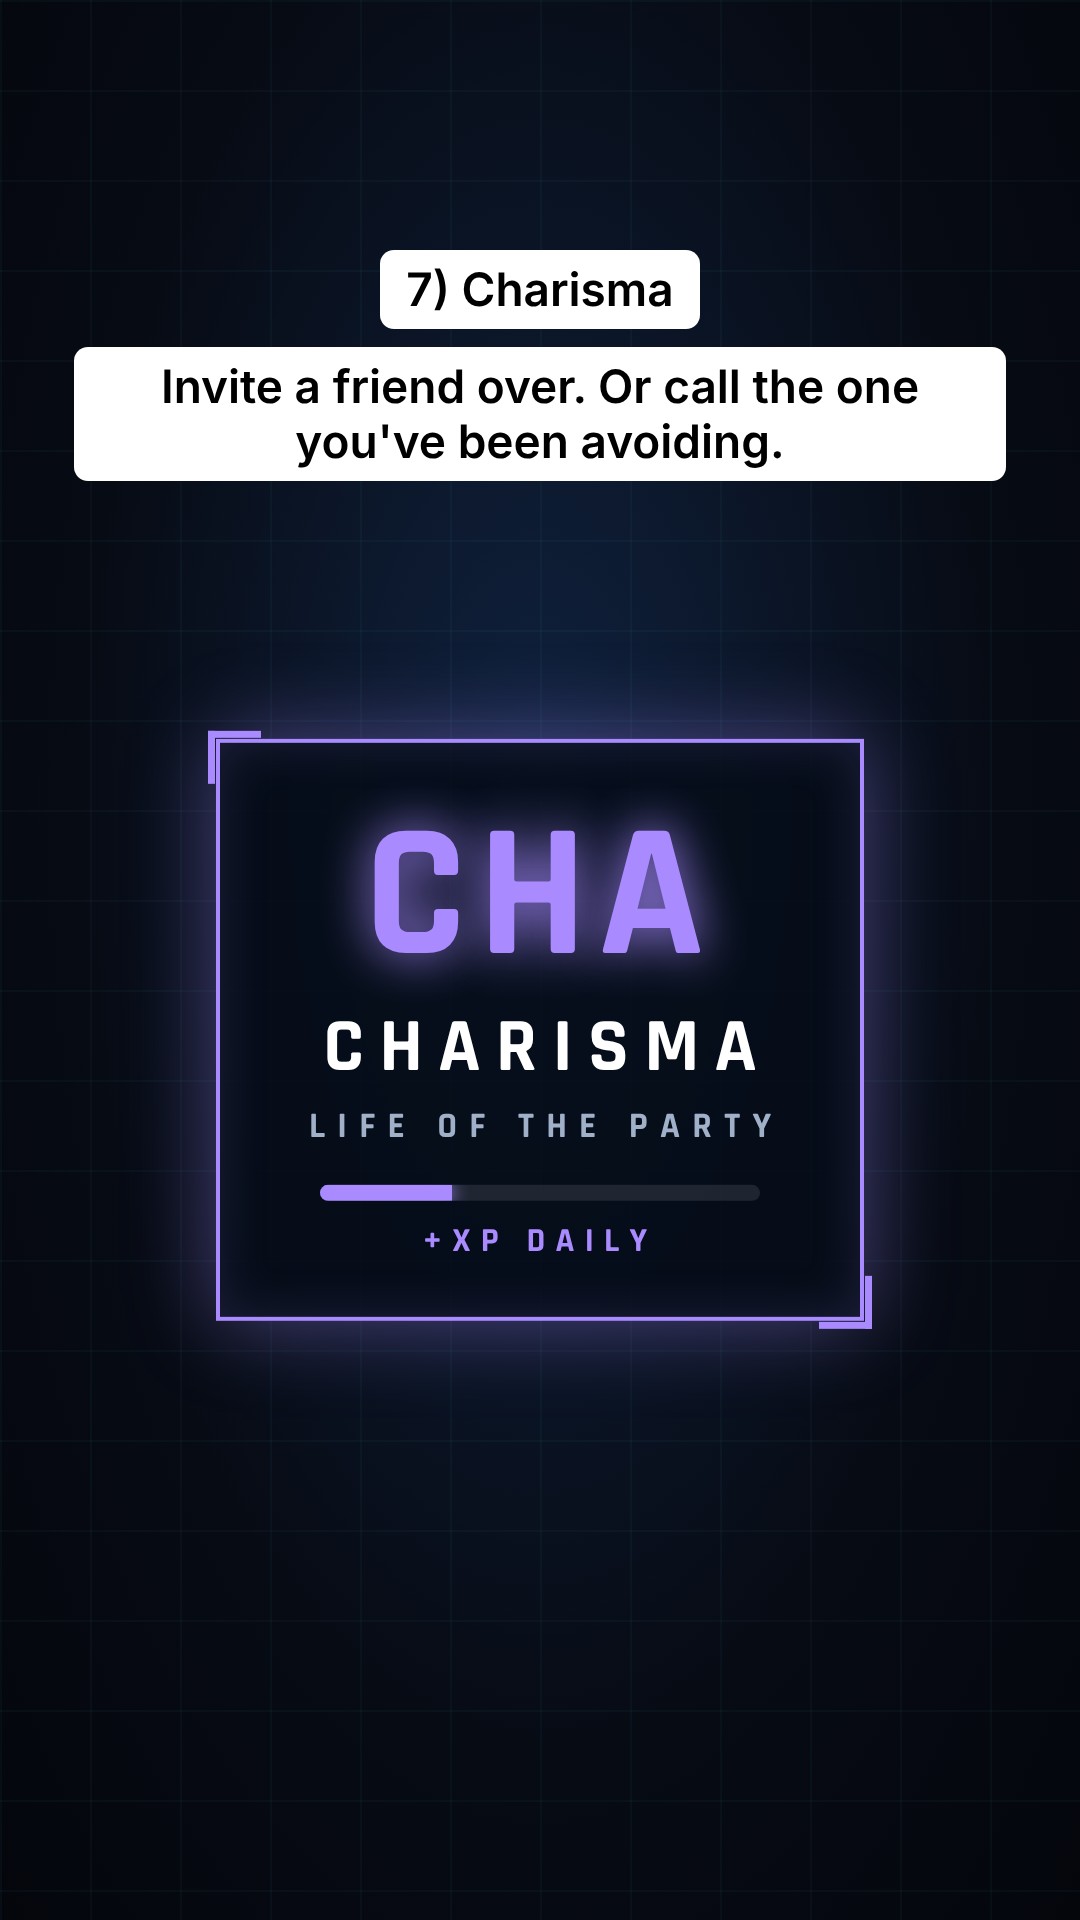 7) Charisma
Invite a friend over. Or call the one
you've been avoiding.
CHA
CHARISMA
LIFE OF THE PARTY
+XP DAILY